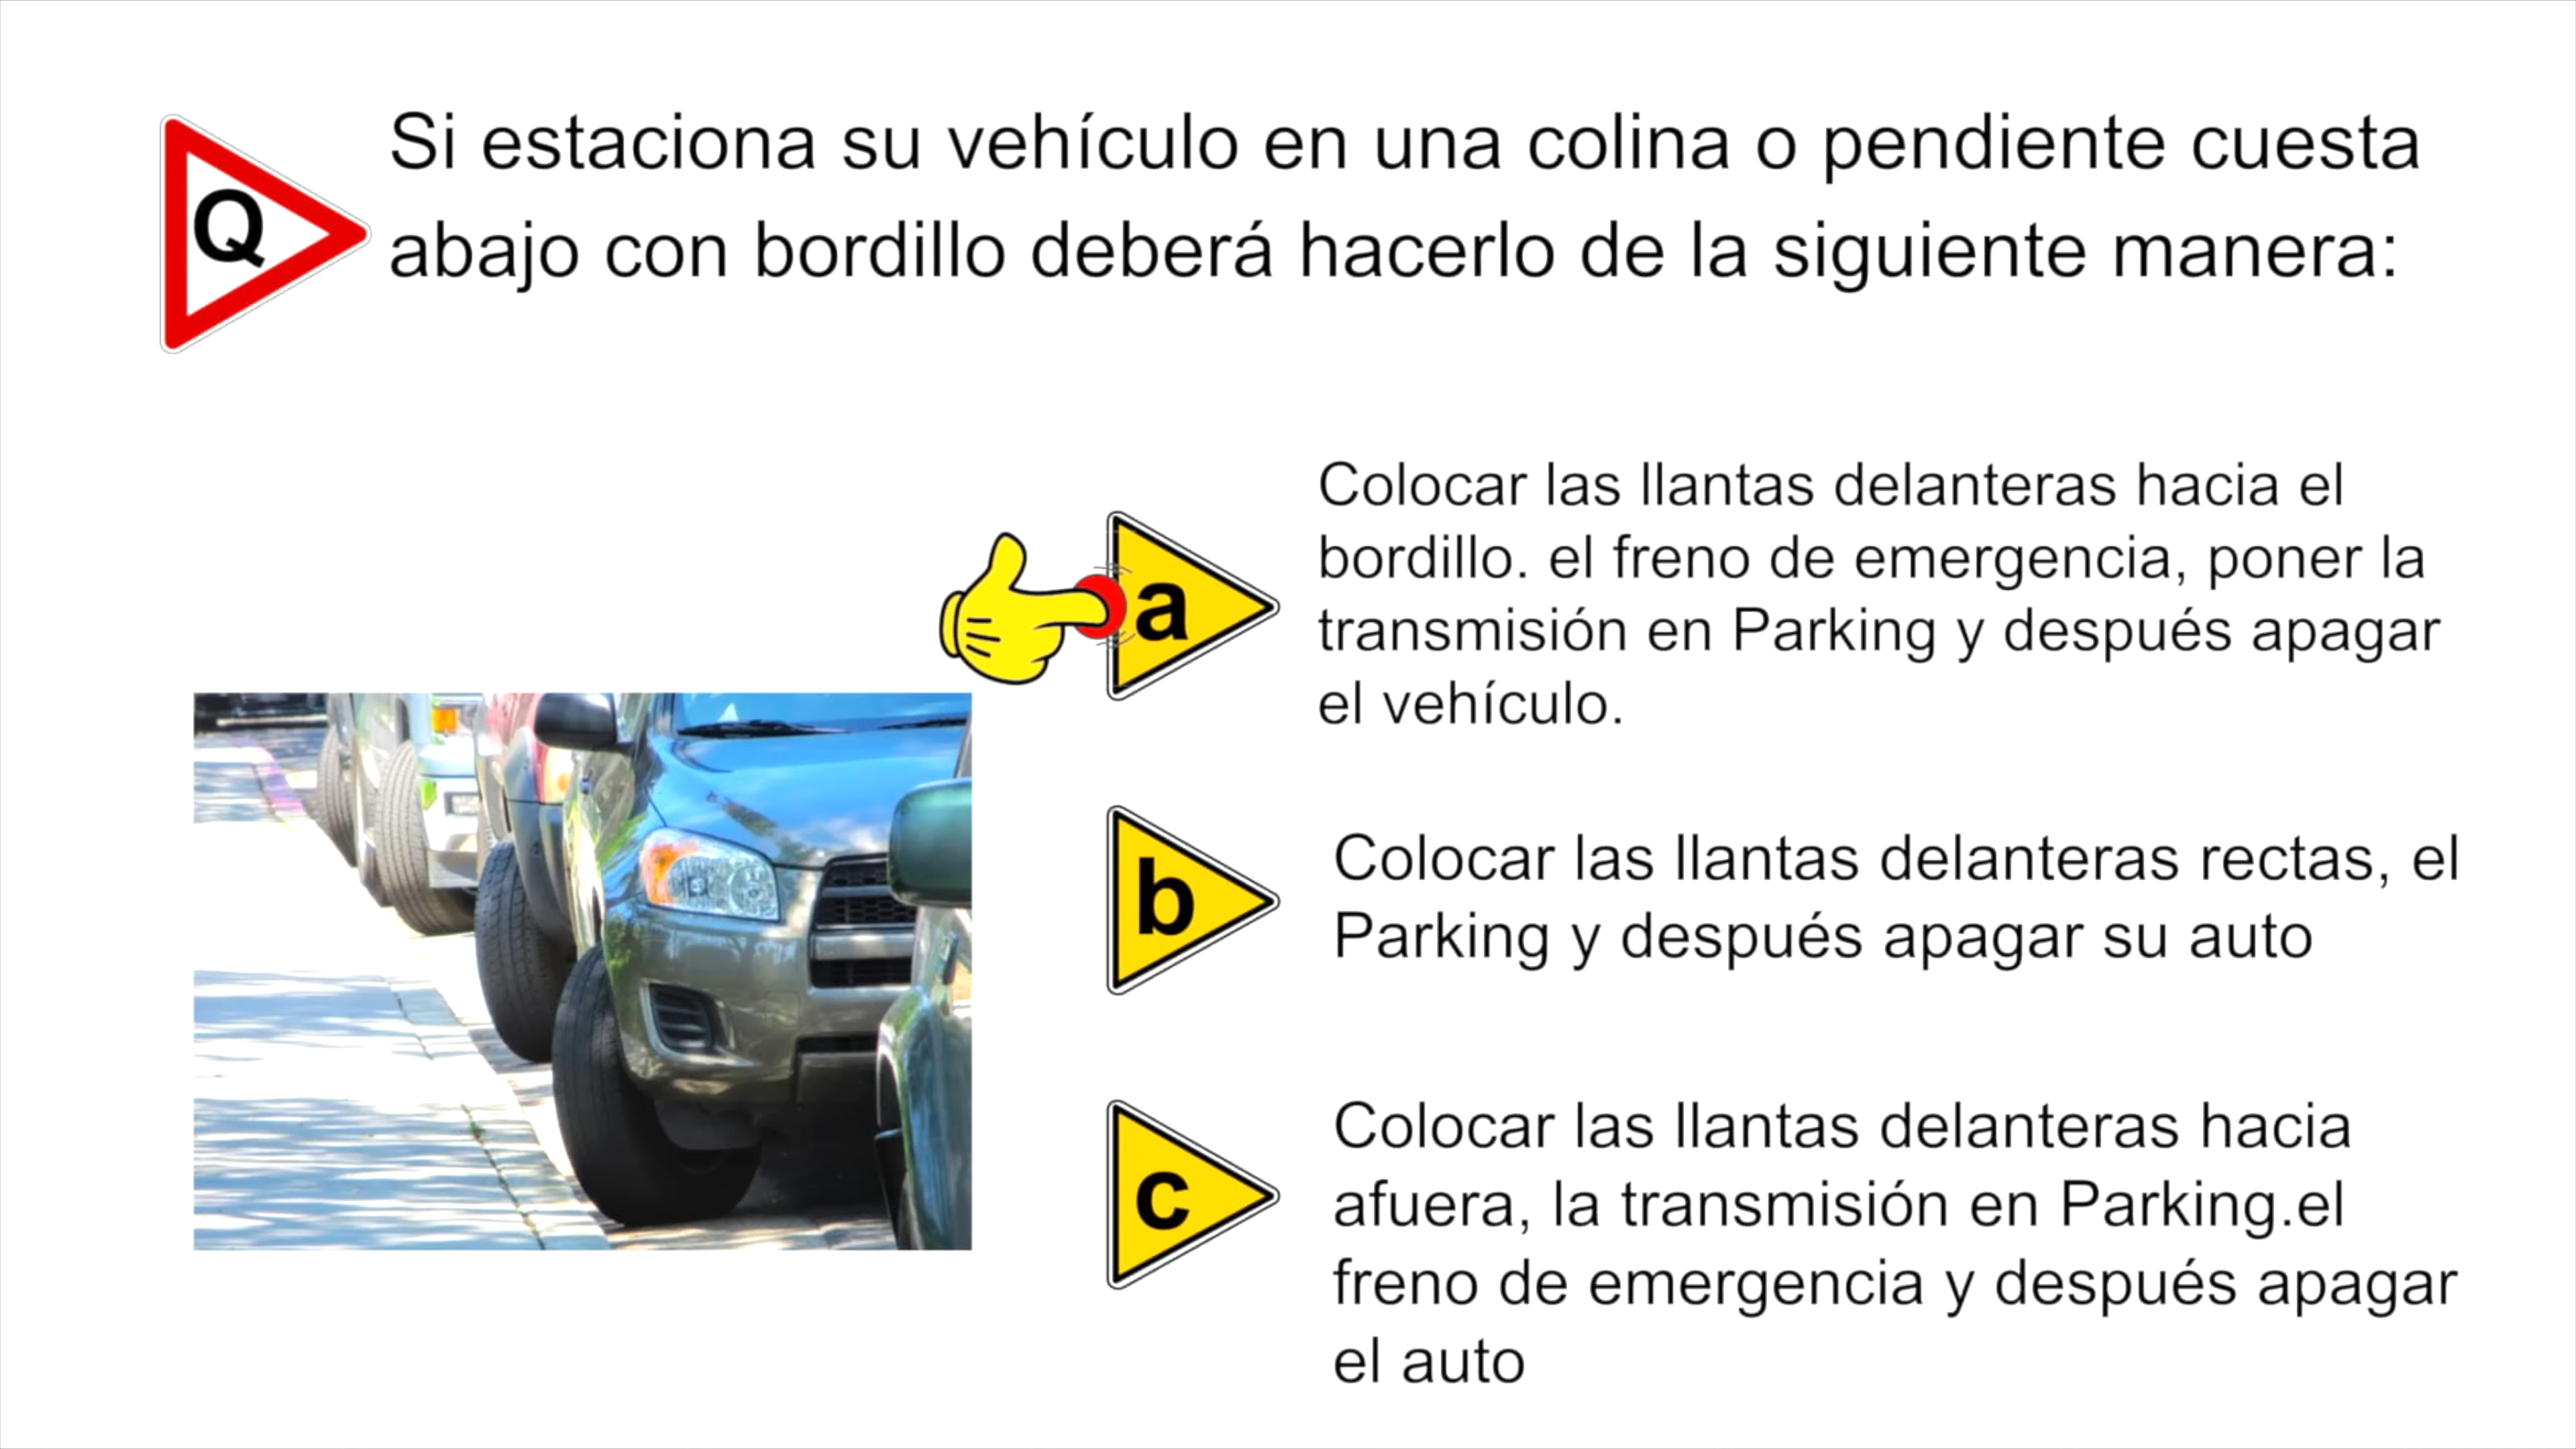 Q
Si estaciona su vehículo en una colina o pendiente cuesta
abajo con bordillo deberá hacerlo de la siguiente manera:
a
Colocar las llantas delanteras hacia el
bordillo. el freno de emergencia, poner la
transmisión en Parking y después apagar
el vehículo.
b
Colocar las llantas delanteras rectas, el
Parking y después apagar su auto
c
Colocar las llantas delanteras hacia
afuera, la transmisión en Parking.el
freno de emergencia y después apagar
el auto